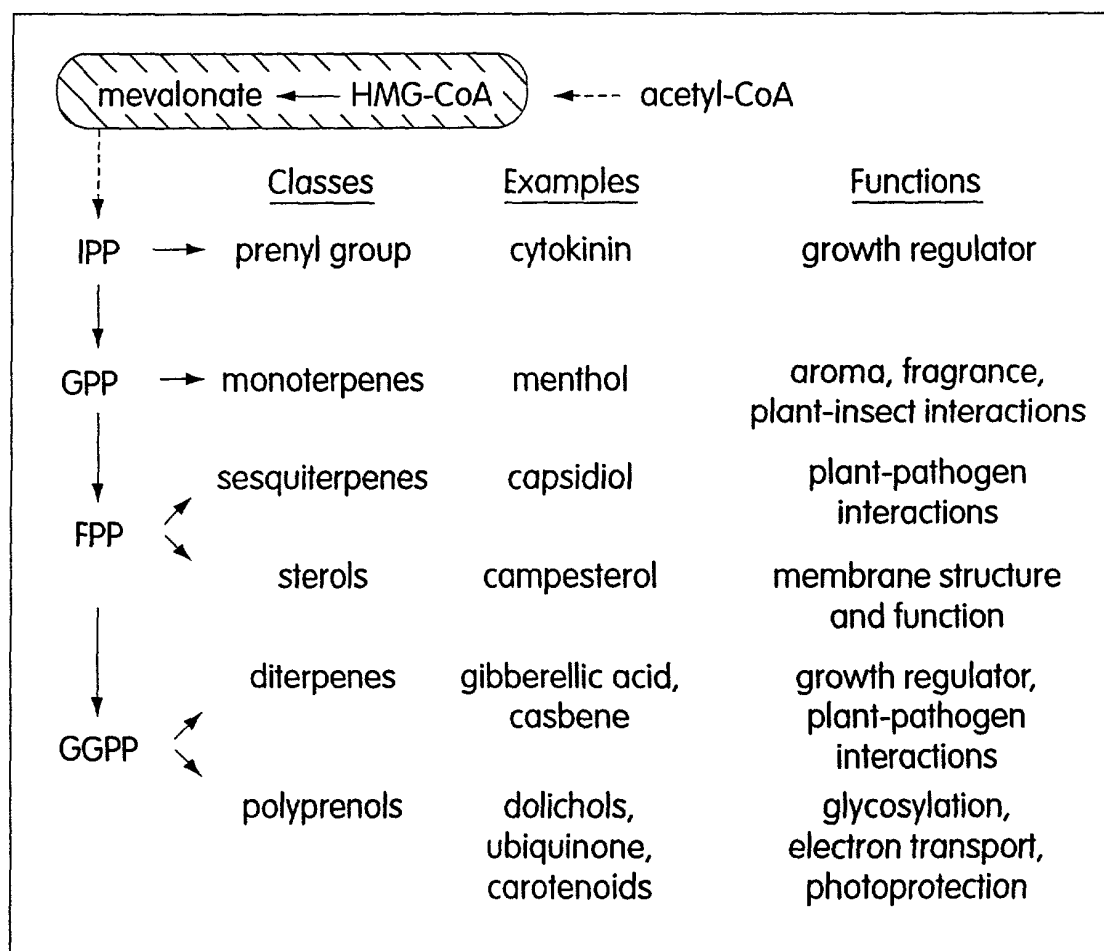 mevalonate HMG-CoA acetyl-CoA
Classes Examples Functions
IPP prenyl group cytokinin growth regulator
GPP monoterpenes menthol aroma, fragrance,
plant-insect interactions
sesquiterpenes capsidiol plant-pathogen
interactions
FPP
sterols campesterol membrane structure
and function
diterpenes gibberellic acid, growth regulator,
casbene plant-pathogen
GGPP interactions
polyprenols dolichols, glycosylation,
ubiquinone, electron transport,
carotenoids photoprotection